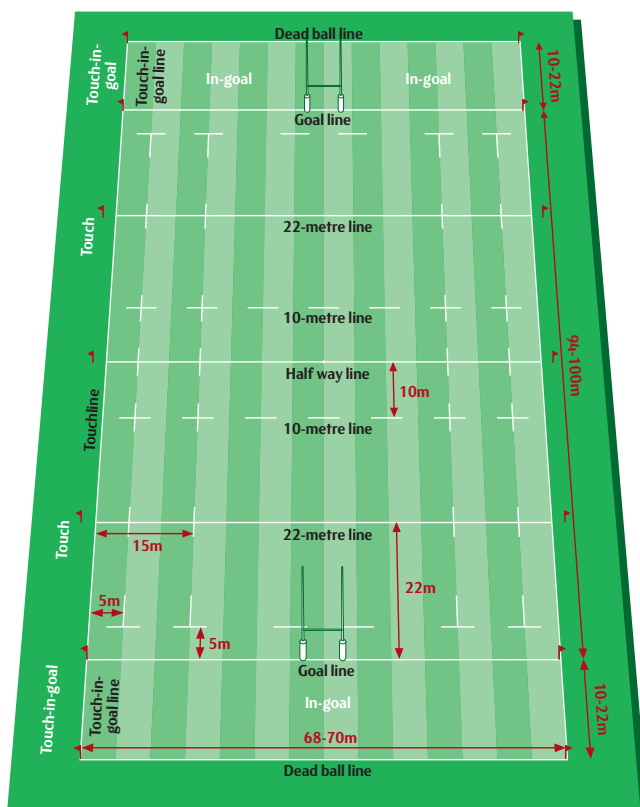 Dead ball line
Touch-in-
goal
Touch-in-
goal line
In-goal
In-goal
10-22m
Goal line
Touch
22-metre line
10-metre line
94-100m
Half way line
10m
Touchline
10-metre line
Touch
22-metre line
15m
22m
5m
5m
Goal line
Touch-in-goal
Touch-in-
goal line
In-goal
10-22m
68-70m
Dead ball line